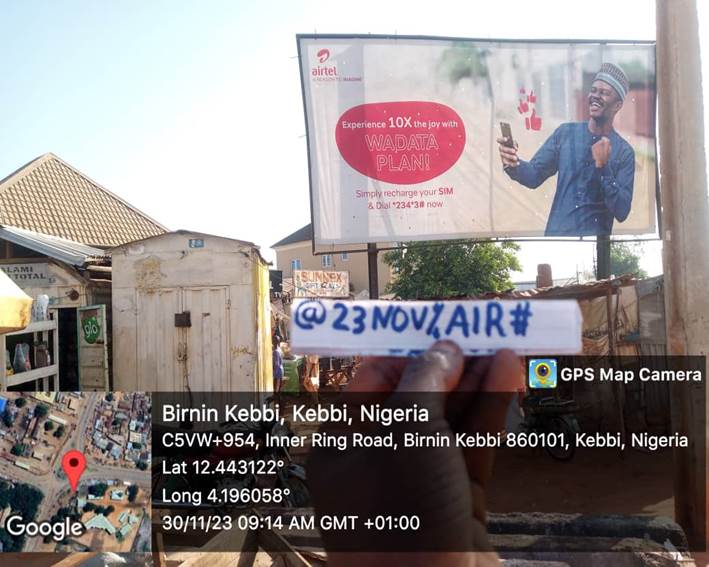 airtel
Experience 10X the joy with
WADATA
PLAN!
Simply recharge your SIM
& Dial *234*3# now
ALAMI
TOTAL
glo
SUNNEX
@23NOV%AIR#
GPS Map Camera
Birnin Kebbi, Kebbi, Nigeria
C5VW+954, Inner Ring Road, Birnin Kebbi 860101, Kebbi, Nigeria
Lat 12.443122°
Long 4.196058°
30/11/23 09:14 AM GMT +01:00
Google